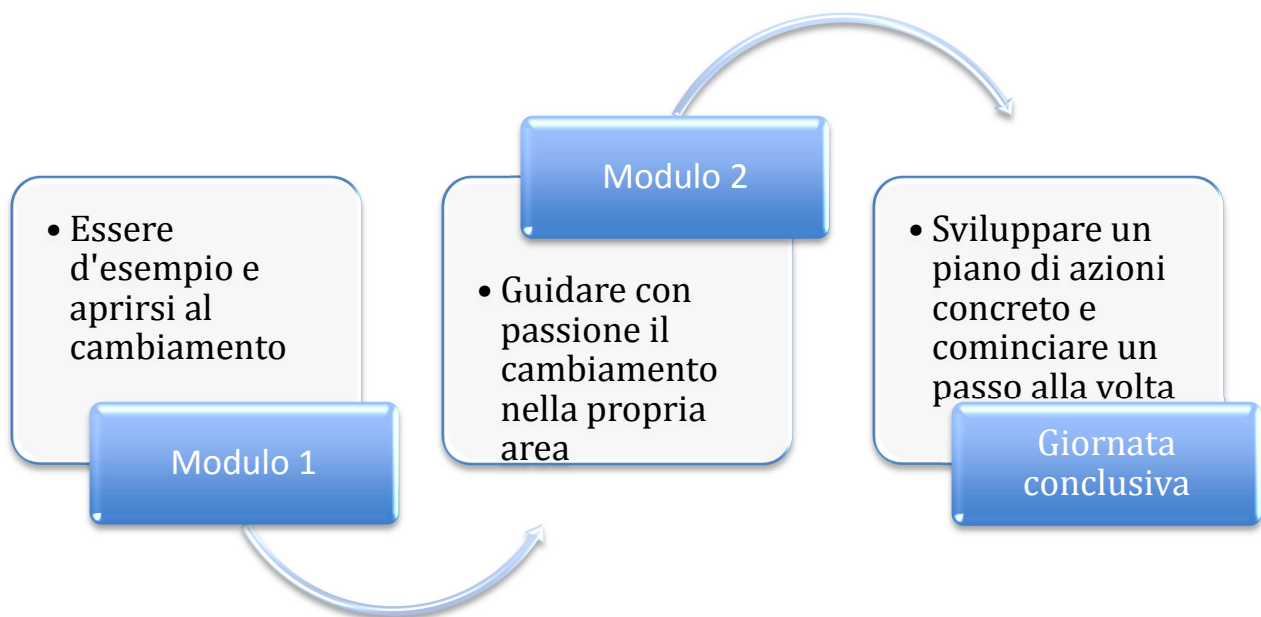 • Essere
d'esempio e
aprirsi al
cambiamento
Modulo 1
Modulo 2
• Guidare con
passione il
cambiamento
nella propria
area
• Sviluppare un
piano di azioni
concreto e
cominciare un
passo alla volta
Giornata
conclusiva